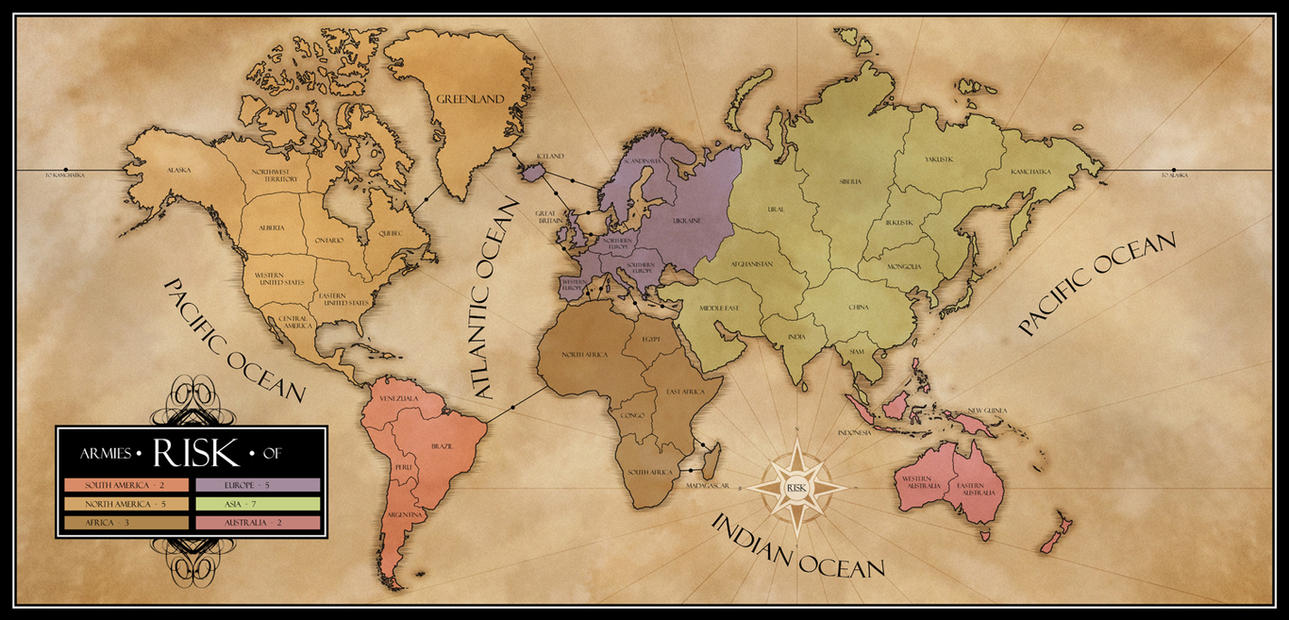 GREENLAND
ICELAND
ALASKA
NORTHWEST
TERRITORY
SCANDINAVIA
YAKUSTK
KAMCHATKA
TO KAMCHATKA
TO ALASKA
SIBERIA
ALBERTA
ONTARIO
QUEBEC
GREAT
BRITAIN
UKRAINE
URAL
IRKUSTK
NORTHERN
EUROPE
SOUTHERN
EUROPE
WESTERN
EUROPE
AFGHANISTAN
MONGOLIA
WESTERN
UNITED STATES
EASTERN
UNITED STATES
CENTRAL
AMERICA
MIDDLE EAST
CHINA
INDIA
SIAM
PACIFIC OCEAN
ATLANTIC OCEAN
PACIFIC OCEAN
NORTH AFRICA
EGYPT
EAST AFRICA
CONGO
SOUTH AFRICA
MADAGASCAR
VENEZUALA
BRAZIL
PERU
ARGENTINA
NEW GUINEA
INDONESIA
WESTERN
AUSTRALIA
EASTERN
AUSTRALIA
RISK
INDIAN OCEAN
ARMIES • RISK • OF
SOUTH AMERICA - 2
EUROPE - 5
NORTH AMERICA - 5
ASIA - 7
AFRICA - 3
AUSTRALIA - 2